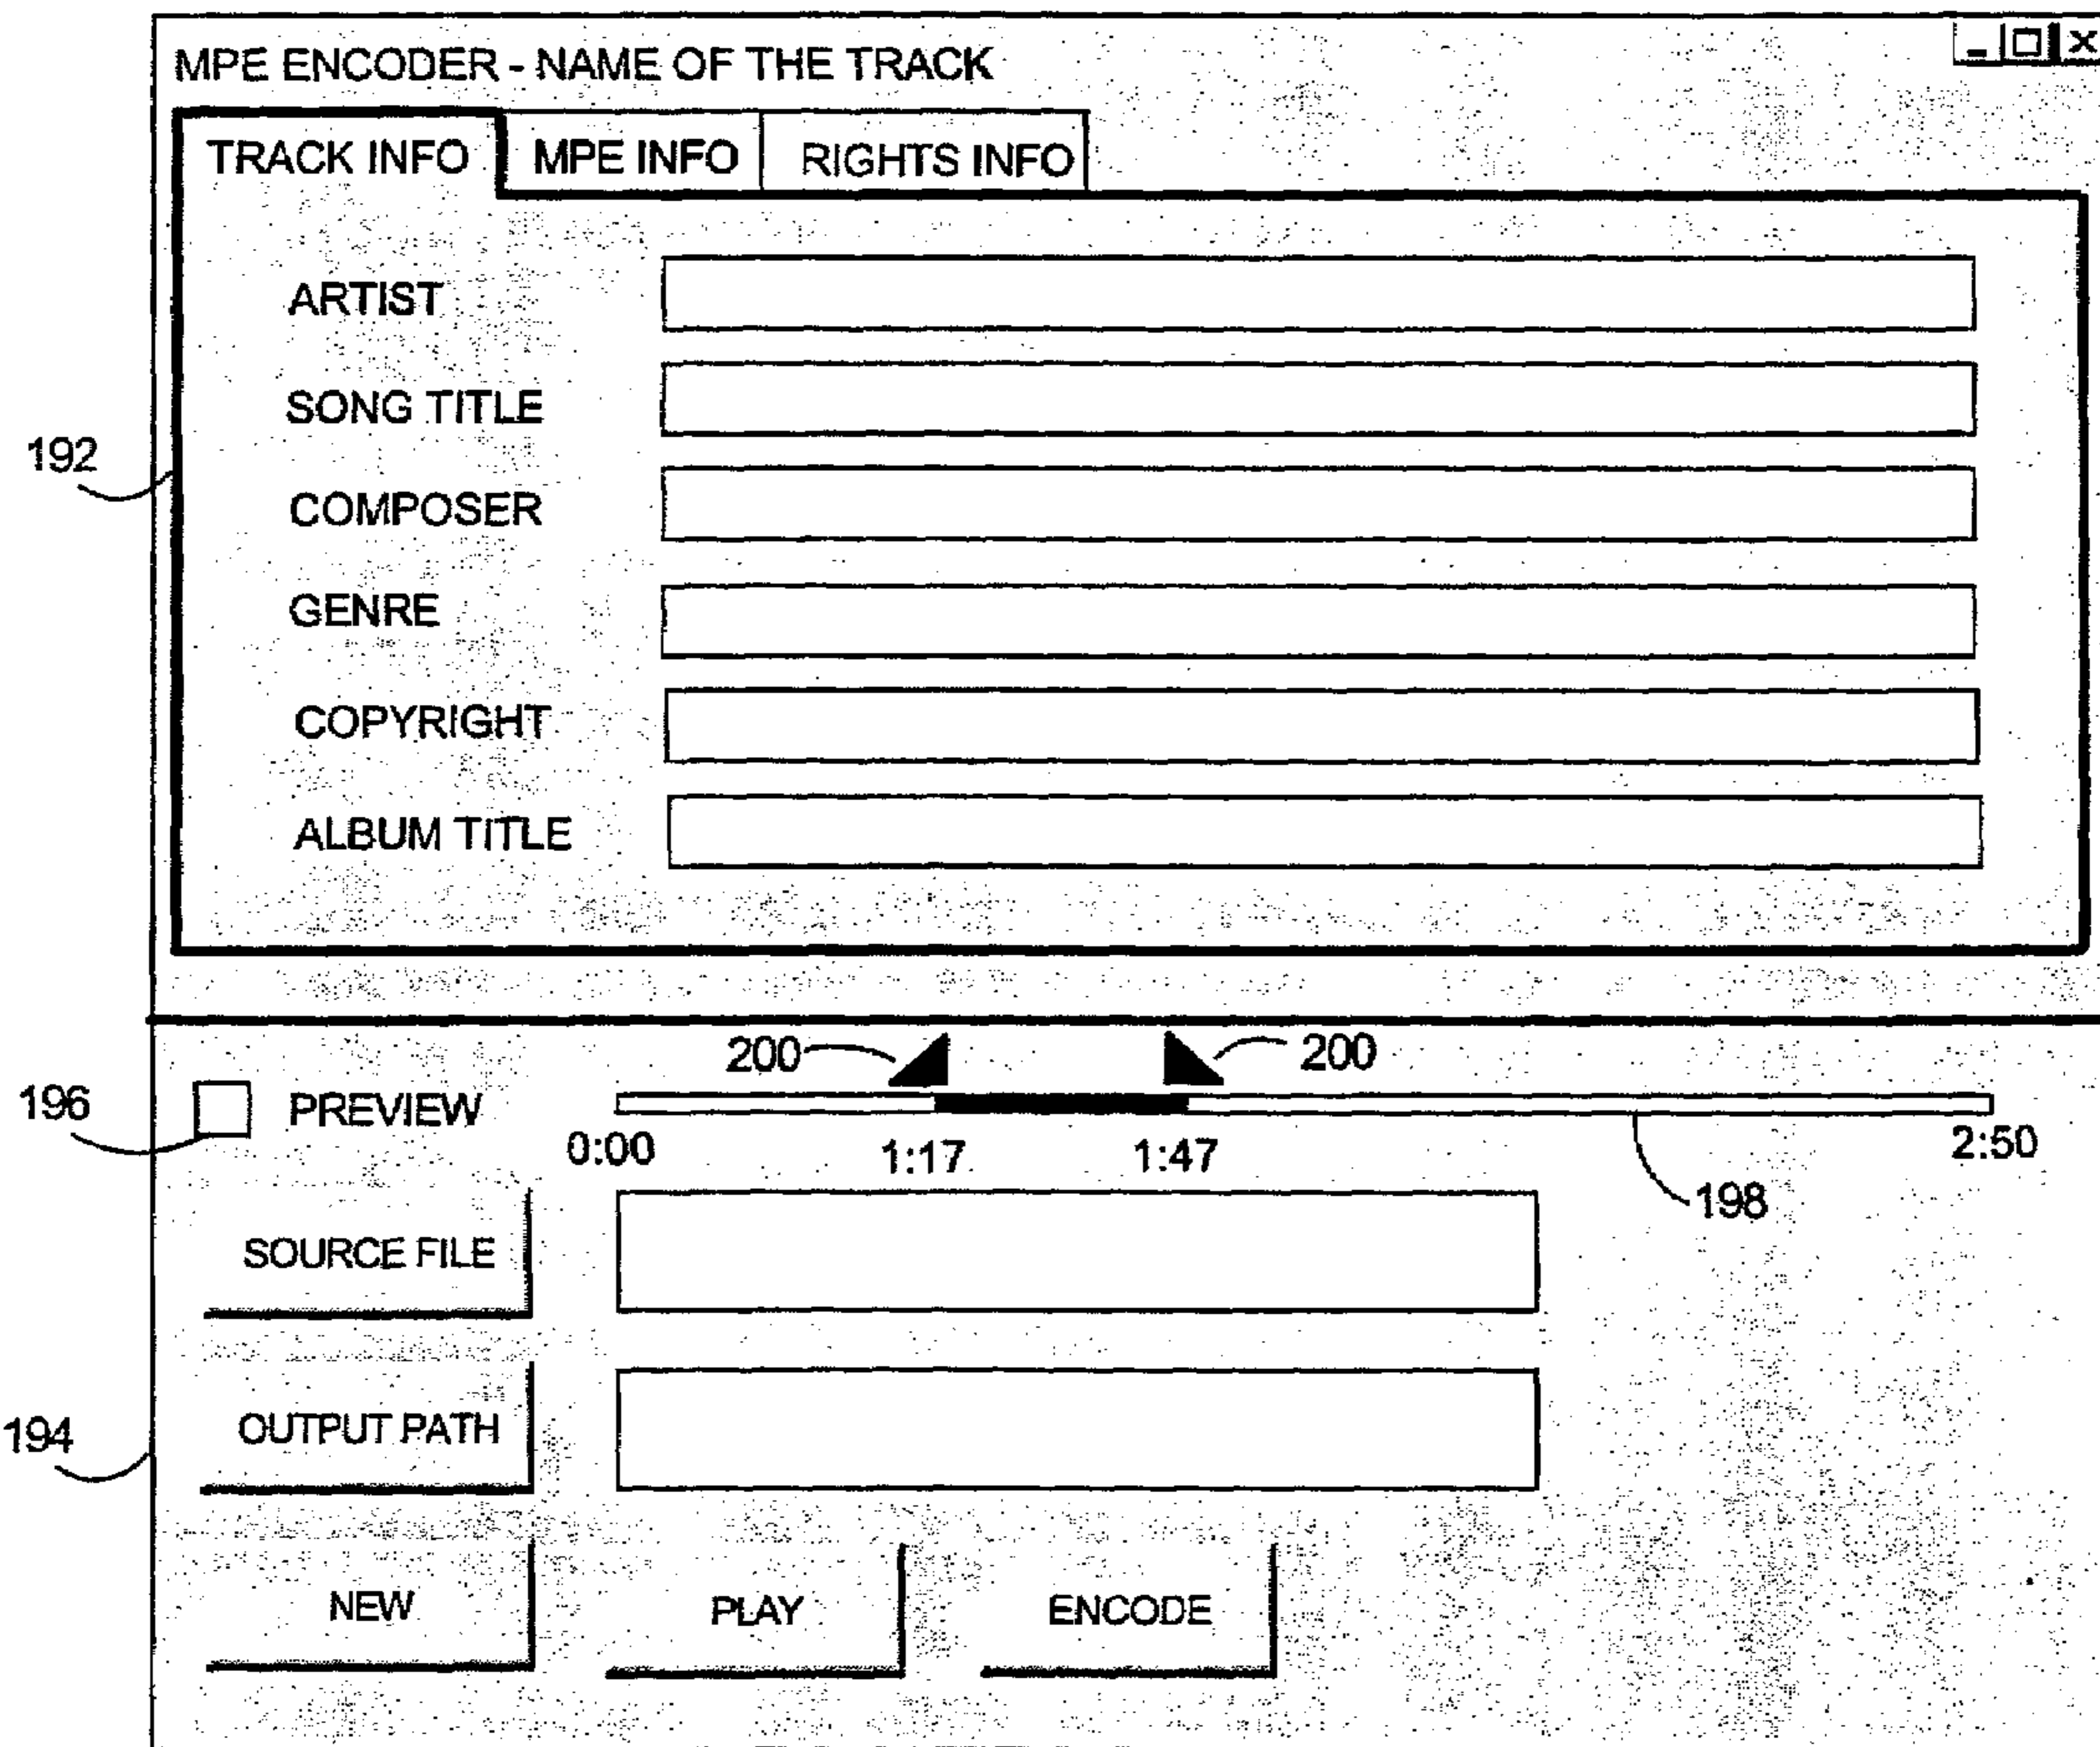 MPE ENCODER - NAME OF THE TRACK
TRACK INFO MPE INFO RIGHTS INFO
ARTIST
SONG TITLE
192
COMPOSER
GENRE
COPYRIGHT
ALBUM TITLE
200 200
196 PREVIEW
0:00 1:17 1:47 2:50
198
SOURCE FILE
OUTPUT PATH
194
NEW PLAY ENCODE